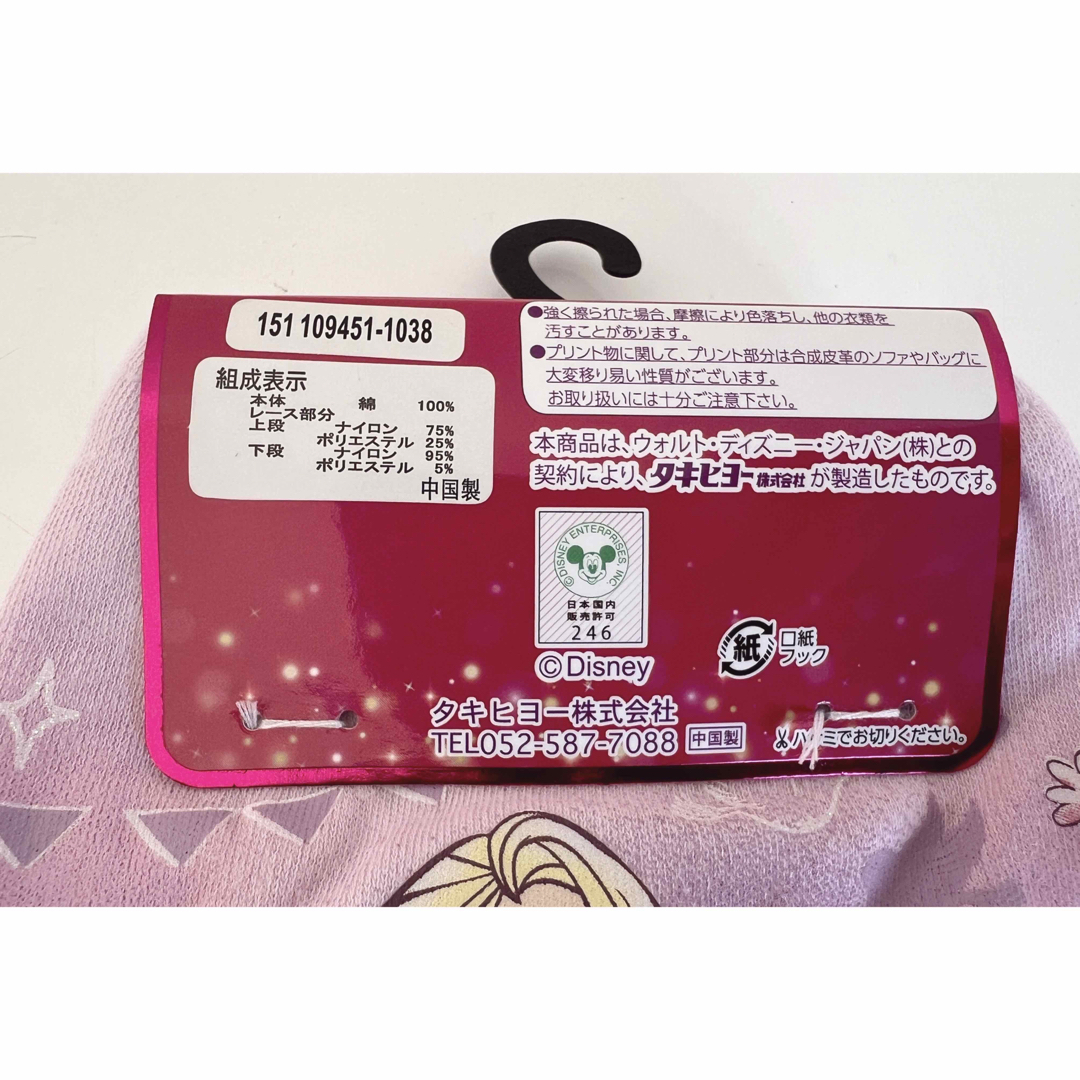 151 109451-1038
組成表示
本体 綿 100%
レース部分
上段 ナイロン 75%
ポリエステル 25%
下段 ナイロン 95%
ポリエステル 5%
中国製
●強く擦られた場合、摩擦により色落ちし、他の衣類を
汚すことがあります。
●プリント物に関して、プリント部分は合成皮革のソファやバッグに
大変移り易い性質がございます。
お取り扱いには十分ご注意下さい。
本商品は、ウォルト・ディズニー・ジャパン(株)との
契約により、タキヒヨー株式会社が製造したものです。
©DISNEY ENTERPRISES, INC.
日本国内
販売許可
246
©Disney
紙
口紙
フック
タキヒヨー株式会社
TEL052-587-7088 中国製
ハサミでお切りください。